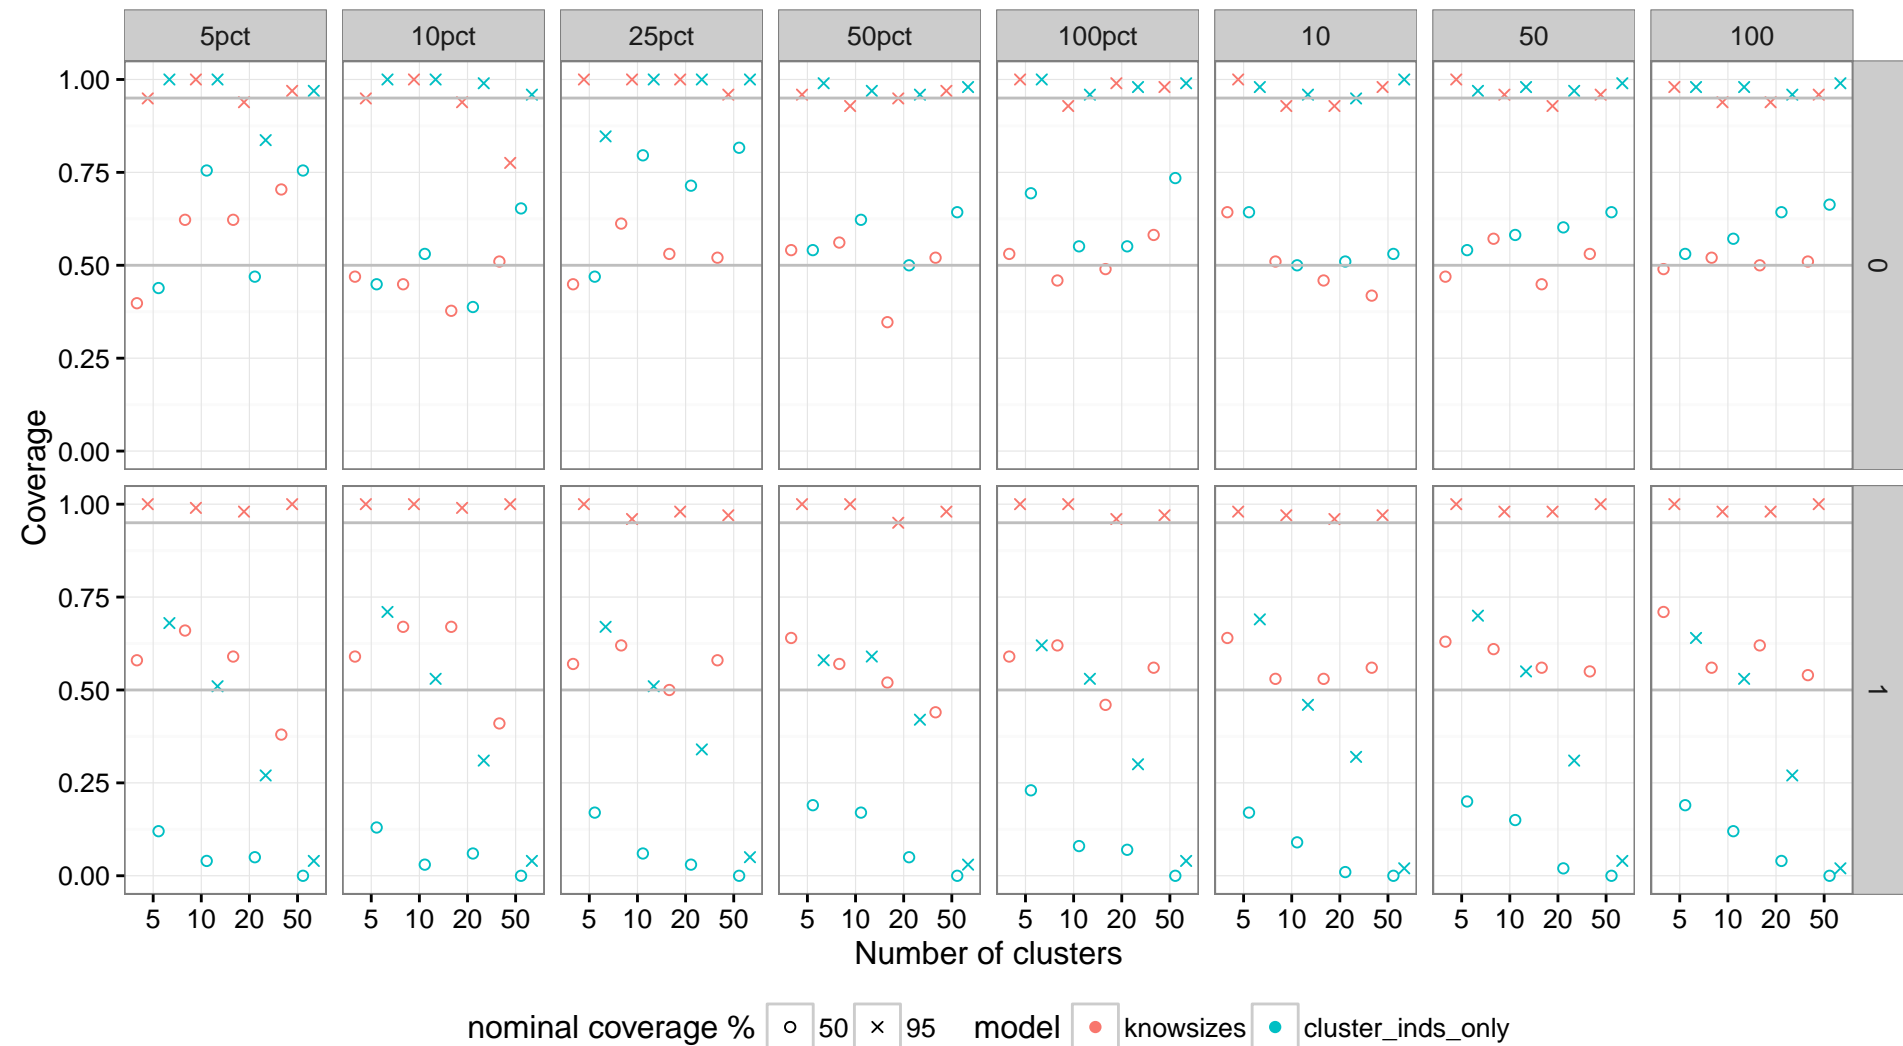 5pct 10pct 25pct 50pct 100pct 10 50 100
1.00
0.75
0.50
0.25
0.00
0
Coverage
1.00
0.75
0.50
0.25
0.00
1
5 10 20 50 5 10 20 50 5 10 20 50 5 10 20 50 5 10 20 50 5 10 20 50 5 10 20 50 5 10 20 50
Number of clusters
nominal coverage % 50 95 model knowsizes cluster_inds_only